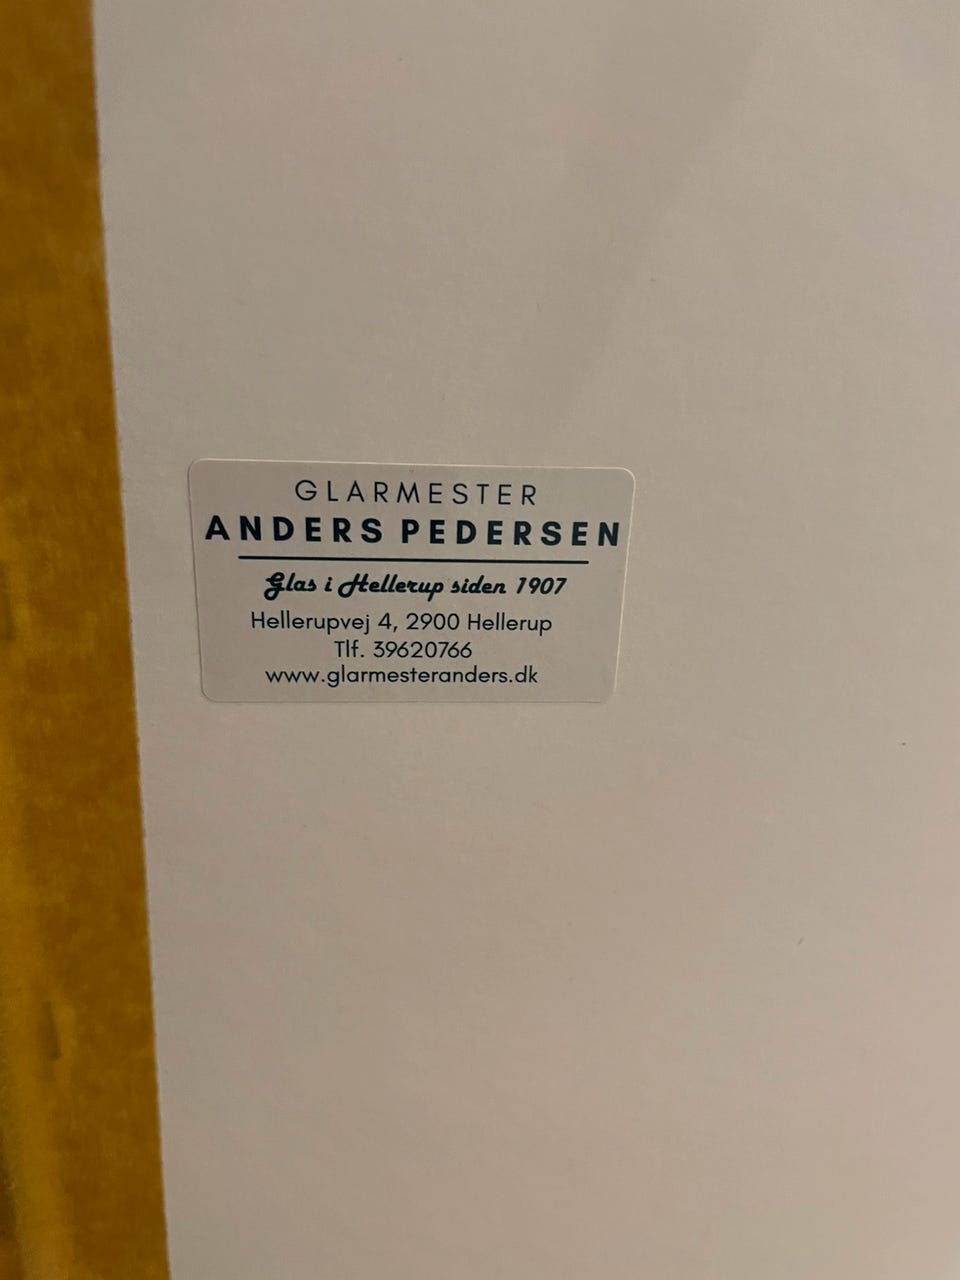 GLARMESTER
ANDERS PEDERSEN
Glas i Hellerup siden 1907
Hellerupvej 4, 2900 Hellerup
Tlf. 39620766
www.glarmesteranders.dk